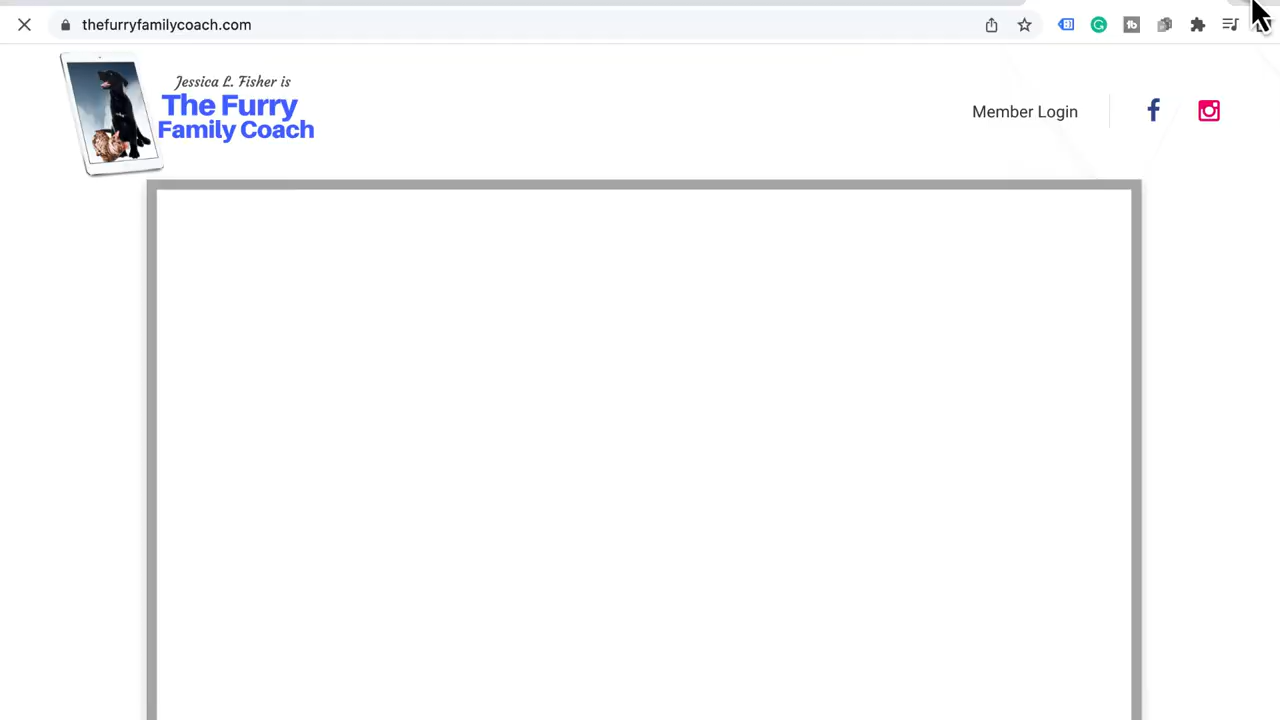 thefurryfamilycoach.com
Jessica L. Fisher is
The Furry
Family Coach
Member Login